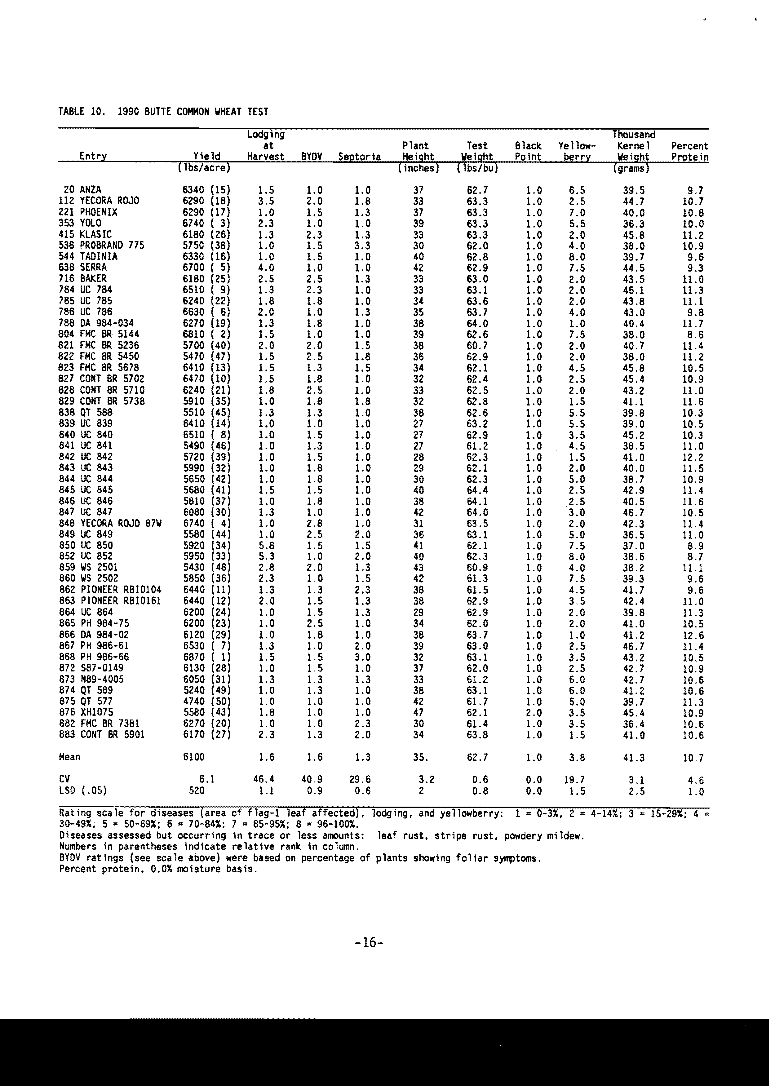 TABLE 10. 1990 BUTTE COMMON WHEAT TEST
Lodging Thousand
at Plant Test Black Yellow- Kernel Percent
Entry Yield Harvest BYDV Septoria Height Weight Point berry Weight Protein
(lbs/acre) (inches) (lbs/bu) (grams)
20 ANZA 6340 (15) 1.5 1.0 1.0 37 62.7 1.0 6.5 39.5 9.7
112 YECORA ROJO 6290 (18) 3.5 2.0 1.8 33 63.3 1.0 2.5 44.7 10.7
221 PHOENIX 6290 (17) 1.0 1.5 1.3 37 63.3 1.0 7.0 40.0 10.8
353 YOLO 6740 ( 3) 2.3 1.0 1.0 39 63.3 1.0 5.5 36.3 10.0
415 KLASIC 6180 (26) 1.3 2.3 1.3 33 63.3 1.0 2.0 45.8 11.2
538 PROBRAND 775 5750 (38) 1.0 1.5 3.3 30 62.0 1.0 4.0 38.0 10.9
544 TADINIA 6330 (16) 1.0 1.5 1.0 40 62.8 1.0 8.0 39.7 9.6
638 SERRA 6700 ( 5) 4.0 1.0 1.0 42 62.9 1.0 7.5 44.5 9.3
716 BAKER 6180 (25) 2.5 2.5 1.3 33 63.0 1.0 2.0 43.5 11.0
784 UC 784 6510 ( 9) 1.3 2.3 1.0 33 63.1 1.0 2.0 45.1 11.3
785 UC 785 6240 (22) 1.8 1.8 1.0 34 63.6 1.0 2.0 43.8 11.1
786 UC 786 6630 ( 6) 2.0 1.0 1.3 35 63.7 1.0 4.0 43.0 9.8
788 DA 984-034 6270 (19) 1.3 1.8 1.0 38 64.0 1.0 1.0 40.4 11.7
804 FMC BR 5144 6810 ( 2) 1.5 1.0 1.0 39 62.6 1.0 7.5 38.0 8.6
821 FMC BR 5236 5700 (40) 2.0 2.0 1.5 38 60.7 1.0 2.0 40.7 11.4
822 FMC BR 5450 5470 (47) 1.5 2.5 1.8 36 62.9 1.0 2.0 38.0 11.2
823 FMC BR 5678 6410 (13) 1.5 1.3 1.5 34 62.1 1.0 4.5 45.8 10.5
827 CONT BR 5702 6470 (10) 1.5 1.8 1.0 32 62.4 1.0 2.5 45.4 10.9
828 CONT BR 5710 6240 (21) 1.8 2.5 1.0 33 62.5 1.0 2.0 43.2 11.0
829 CONT BR 5738 5910 (35) 1.0 1.8 1.8 32 62.8 1.0 1.5 41.1 11.6
838 QT 588 5510 (45) 1.3 1.3 1.0 38 62.6 1.0 5.5 39.8 10.3
839 UC 839 6410 (14) 1.0 1.0 1.0 27 63.2 1.0 5.5 39.0 10.5
840 UC 840 6510 ( 8) 1.0 1.5 1.0 27 62.9 1.0 3.5 45.2 10.3
841 UC 841 5490 (46) 1.0 1.3 1.0 27 61.2 1.0 4.5 38.5 11.0
842 UC 842 5720 (39) 1.0 1.5 1.0 28 62.3 1.0 1.5 41.0 12.2
843 UC 843 5990 (32) 1.0 1.8 1.0 29 62.1 1.0 2.0 40.0 11.5
844 UC 844 5650 (42) 1.0 1.8 1.0 30 62.3 1.0 5.0 38.7 10.9
845 UC 845 5680 (41) 1.5 1.5 1.0 40 64.4 1.0 2.5 42.9 11.4
846 UC 846 5810 (37) 1.0 1.8 1.0 38 64.1 1.0 2.5 40.5 11.6
847 UC 847 6080 (30) 1.3 1.0 1.0 42 64.0 1.0 3.0 46.7 10.5
848 YECORA ROJO 87W 6740 ( 4) 1.0 2.8 1.0 31 63.5 1.0 2.0 42.3 11.4
849 UC 849 5580 (44) 1.0 2.5 2.0 36 63.1 1.0 5.0 36.5 11.0
850 UC 850 5920 (34) 5.8 1.5 1.5 41 62.1 1.0 7.5 37.0 8.9
852 UC 852 5950 (33) 5.3 1.0 2.0 40 62.3 1.0 8.0 38.6 8.7
859 WS 2501 5430 (48) 2.8 2.0 1.3 43 60.9 1.0 4.0 38.2 11.1
860 WS 2502 5850 (36) 2.3 1.0 1.5 42 61.3 1.0 7.5 39.3 9.6
862 PIONEER RBI0104 6440 (11) 1.3 1.3 2.3 38 61.5 1.0 4.5 41.7 9.6
863 PIONEER RBI0161 6440 (12) 2.0 1.5 1.3 38 62.9 1.0 3.5 42.4 11.0
864 UC 864 6200 (24) 1.0 1.5 1.3 29 62.9 1.0 2.0 39.8 11.3
865 PH 984-75 6200 (23) 1.0 2.5 1.0 34 62.0 1.0 2.0 41.0 10.5
866 DA 984-02 6120 (29) 1.0 1.8 1.0 38 63.7 1.0 1.0 41.2 12.6
867 PH 986-61 6530 ( 7) 1.3 1.0 2.0 39 63.0 1.0 2.5 46.7 11.4
868 PH 986-66 6870 ( 1) 1.5 1.5 3.0 32 63.1 1.0 3.5 43.2 10.5
872 S87-0149 6130 (28) 1.0 1.5 1.0 37 62.0 1.0 2.5 42.7 10.9
873 N89-4005 6050 (31) 1.3 1.3 1.3 33 61.2 1.0 6.0 42.7 10.6
874 QT 589 5240 (49) 1.0 1.3 1.0 38 63.1 1.0 6.0 41.2 10.6
875 QT 577 4740 (50) 1.0 1.0 1.0 42 61.7 1.0 5.0 39.7 11.3
876 XH1075 5580 (43) 1.8 1.0 1.0 47 62.1 2.0 3.5 45.4 10.9
882 FMC BR 7381 6270 (20) 1.0 1.0 2.3 30 61.4 1.0 3.5 36.4 10.6
883 CONT BR 5901 6170 (27) 2.3 1.3 2.0 34 63.8 1.0 1.5 41.0 10.6
Mean 6100 1.6 1.6 1.3 35. 62.7 1.0 3.8 41.3 10.7
CV 6.1 46.4 40.9 29.6 3.2 0.6 0.0 19.7 3.1 4.6
LSD (.05) 520 1.1 0.9 0.6 2 0.8 0.0 1.5 2.5 1.0
Rating scale for diseases (area of flag-1 leaf affected), lodging, and yellowberry: 1 = 0-3%, 2 = 4-14%; 3 = 15-29%; 4 =
30-49%; 5 = 50-69%; 6 = 70-84%; 7 = 85-95%; 8 = 96-100%.
Diseases assessed but occurring in trace or less amounts: leaf rust, stripe rust, powdery mildew.
Numbers in parentheses indicate relative rank in column.
BYDV ratings (see scale above) were based on percentage of plants showing foliar symptoms.
Percent protein, 0.0% moisture basis.
-16-